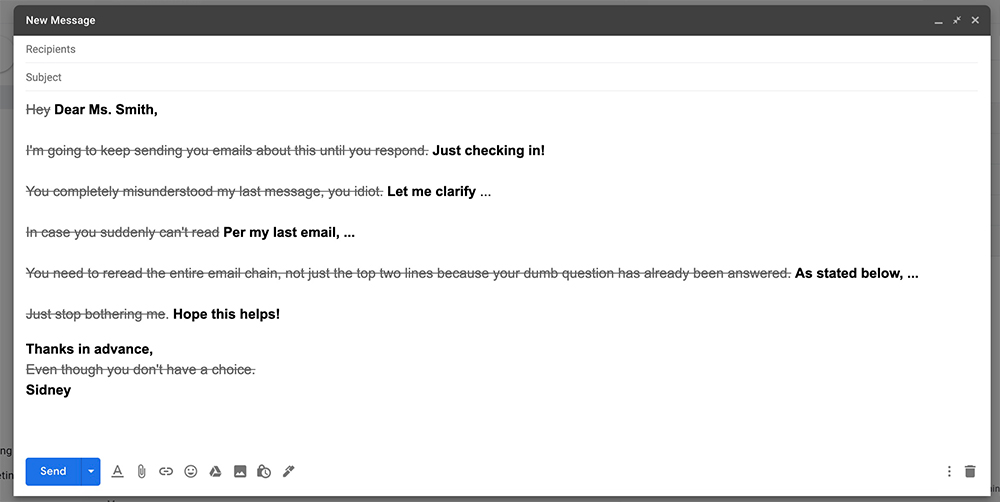 New Message
Recipients
Subject
Hey Dear Ms. Smith,
I'm going to keep sending you emails about this until you respond. Just checking in!
You completely misunderstood my last message, you idiot. Let me clarify ...
In case you suddenly can't read Per my last email, ...
You need to reread the entire email chain, not just the top two lines because your dumb question has already been answered. As stated below, ...
Just stop bothering me. Hope this helps!
Thanks in advance,
Even though you don't have a choice.
Sidney
Send